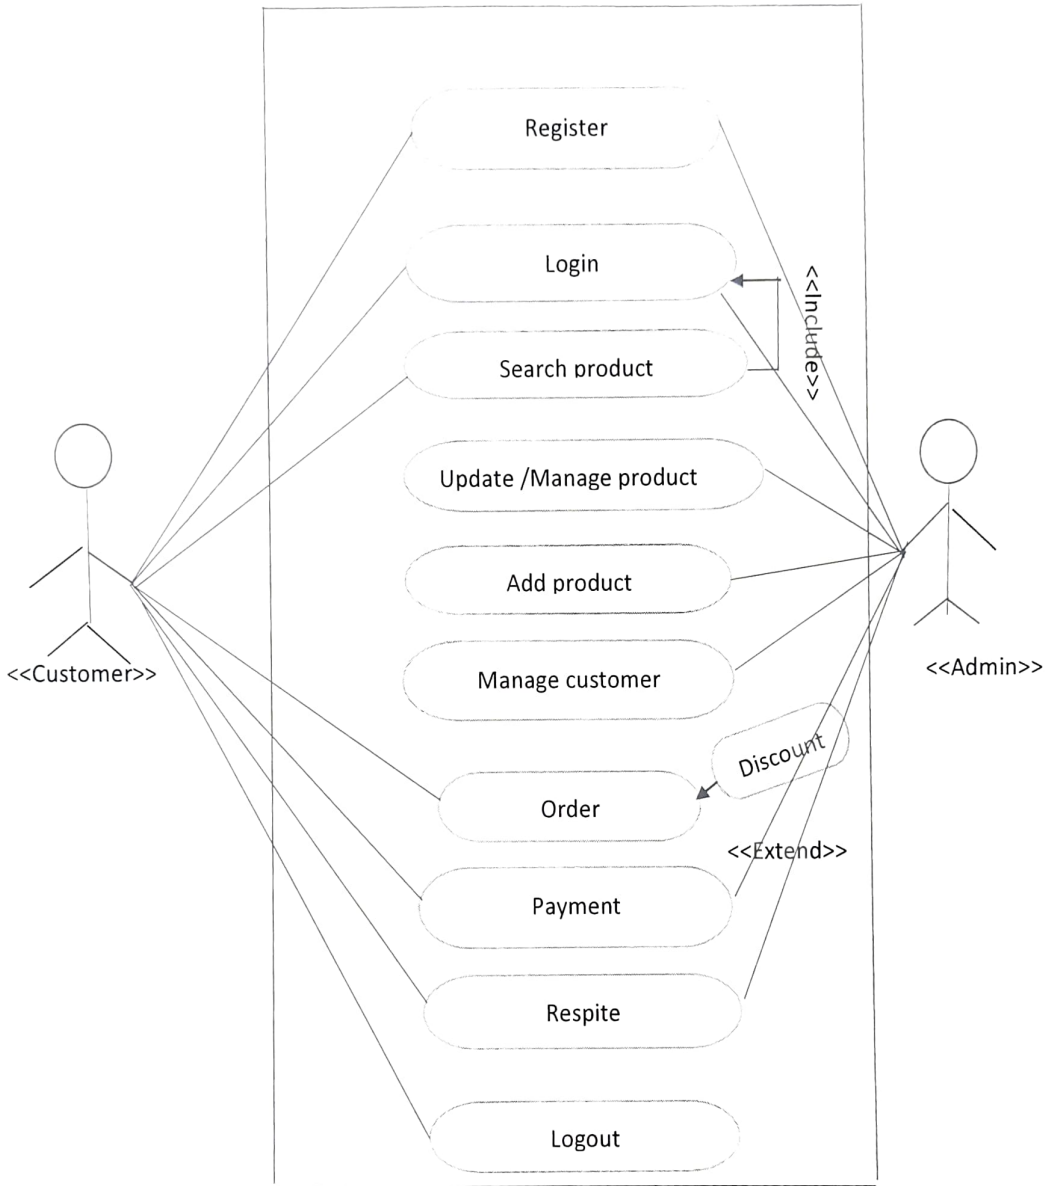 Register
Login
<<Include>>
Search product
Update /Manage product
Add product
Manage customer
<<Customer>>
<<Admin>>
Discount
Order
<<Extend>>
Payment
Respite
Logout